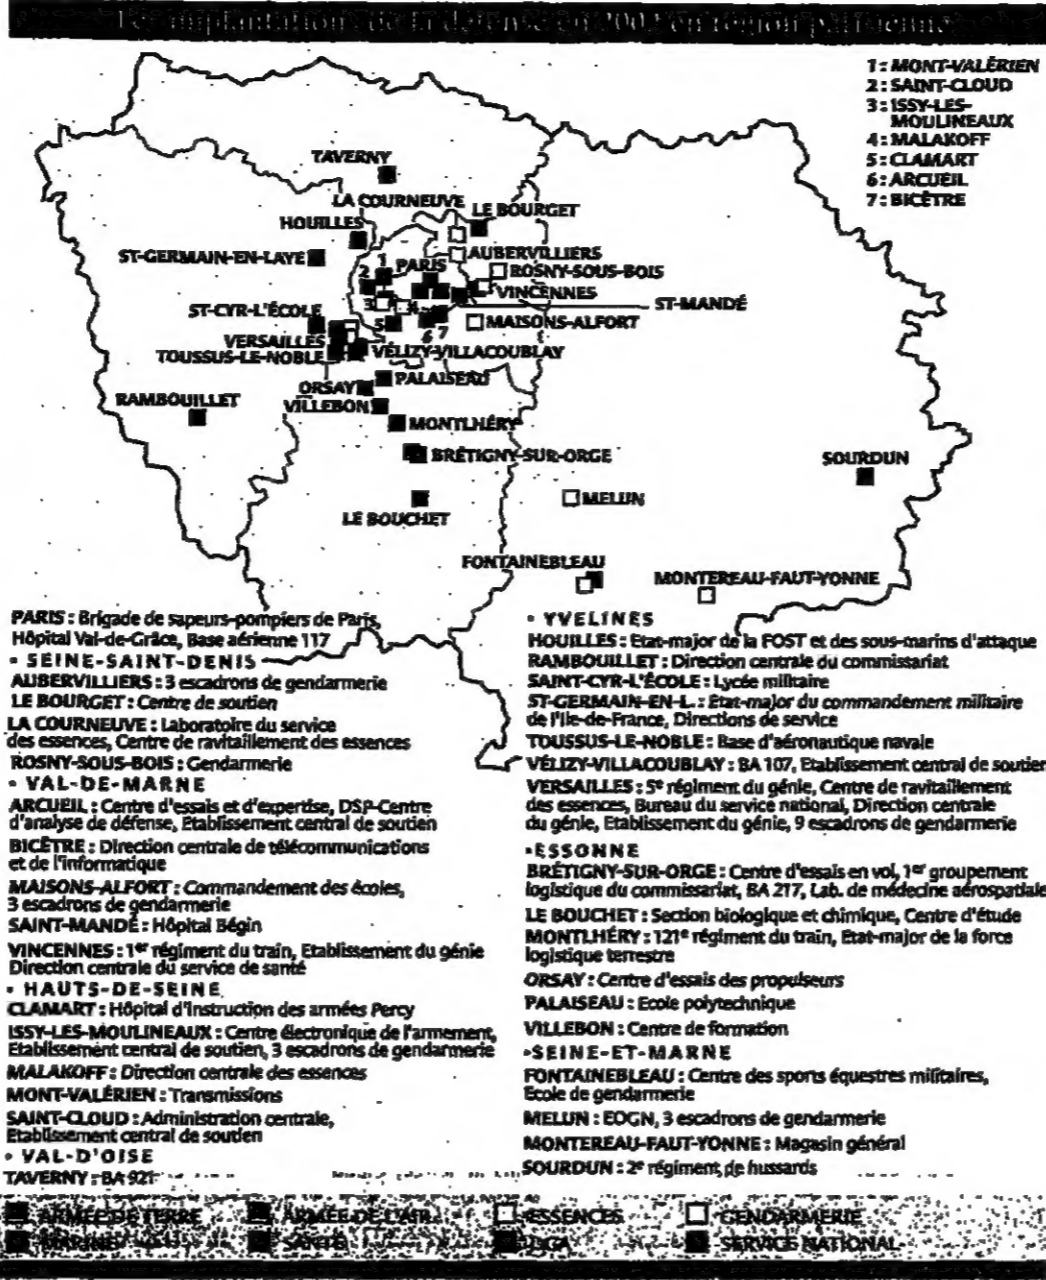 L'implantation de la défense en 2002 en région parisienne
1: MONT-VALÉRIEN
2: SAINT-CLOUD
3: ISSY-LES-
MOULINEAUX
4: MALAKOFF
5: CLAMART
6: ARCUEIL
7: BICÊTRE
TAVERNY
LA COURNEUVE
LE BOURGET
HOUILLES
AUBERVILLIERS
ST-GERMAIN-EN-LAYE
1
PARIS
ROSNY-SOUS-BOIS
2
VINCENNES
3
4
ST-MANDÉ
ST-CYR-L'ÉCOLE
5
6
7
MAISONS-ALFORT
VERSAILLES
TOUSSUS-LE-NOBLE
VÉLIZY-VILLACOUBLAY
ORSAY
PALAISEAU
RAMBOUILLET
VILLEBON
MONTLHÉRY
BRÉTIGNY-SUR-ORGE
SOURDUN
LE BOUCHET
MELUN
FONTAINEBLEAU
MONTEREAU-FAUT-YONNE
PARIS : Brigade de sapeurs-pompiers de Paris,
Hôpital Val-de-Grâce, Base aérienne 117
• SEINE-SAINT-DENIS
AUBERVILLIERS : 3 escadrons de gendarmerie
LE BOURGET : Centre de soutien
LA COURNEUVE : Laboratoire du service
des essences, Centre de ravitaillement des essences
ROSNY-SOUS-BOIS : Gendarmerie
• VAL-DE-MARNE
ARCUEIL : Centre d'essais et d'expertise, DSP-Centre
d'analyse de défense, Etablissement central de soutien
BICÊTRE : Direction centrale de télécommunications
et de l'informatique
MAISONS-ALFORT : Commandement des écoles,
3 escadrons de gendarmerie
SAINT-MANDÉ : Hôpital Bégin
VINCENNES : 1er régiment du train, Etablissement du génie
Direction centrale du service de santé
• HAUTS-DE-SEINE
CLAMART : Hôpital d'Instruction des armées Percy
ISSY-LES-MOULINEAUX : Centre électronique de l'armement,
Etablissement central de soutien, 3 escadrons de gendarmerie
MALAKOFF : Direction centrale des essences
MONT-VALÉRIEN : Transmissions
SAINT-CLOUD : Administration centrale,
Etablissement central de soutien
• VAL-D'OISE
TAVERNY : BA 921
• YVELINES
HOUILLES : Etat-major de la FOST et des sous-marins d'attaque
RAMBOUILLET : Direction centrale du commissariat
SAINT-CYR-L'ÉCOLE : Lycée militaire
ST-GERMAIN-EN-L. : Etat-major du commandement militaire
de l'Ile-de-France, Directions de service
TOUSSUS-LE-NOBLE : Base d'aéronautique navale
VÉLIZY-VILLACOUBLAY : BA 107, Etablissement central de soutien
VERSAILLES : 5e régiment du génie, Centre de ravitaillement
des essences, Bureau du service national, Direction centrale
du génie, Etablissement du génie, 9 escadrons de gendarmerie
• ESSONNE
BRÉTIGNY-SUR-ORGE : Centre d'essais en vol, 1er groupement
logistique du commissariat, BA 217, Lab. de médecine aérospatiale
LE BOUCHET : Section biologique et chimique, Centre d'étude
MONTLHÉRY : 121e régiment du train, Etat-major de la force
logistique terrestre
ORSAY : Centre d'essais des propulseurs
PALAISEAU : Ecole polytechnique
VILLEBON : Centre de formation
• SEINE-ET-MARNE
FONTAINEBLEAU : Centre des sports équestres militaires,
Ecole de gendarmerie
MELUN : EOGN, 3 escadrons de gendarmerie
MONTEREAU-FAUT-YONNE : Magasin général
SOURDUN : 2e régiment de hussards
ARMÉE DE TERRE
ARMÉE DE L'AIR
ESSENCES
GENDARMERIE
MARINE
SANTÉ
DGA
SERVICE NATIONAL